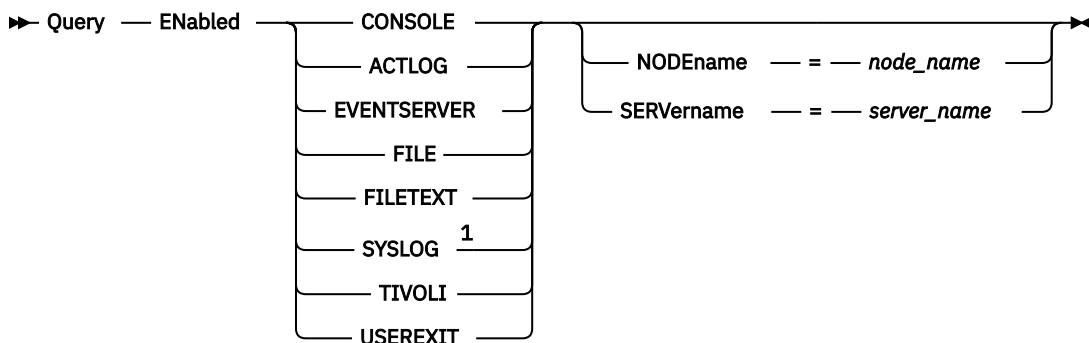 Query ENabled CONSOLE
ACTLOG NODEname = node_name
EVENTSERVER SERVername = server_name
FILE
FILETEXT
SYSLOG 1
TIVOLI
USEREXIT